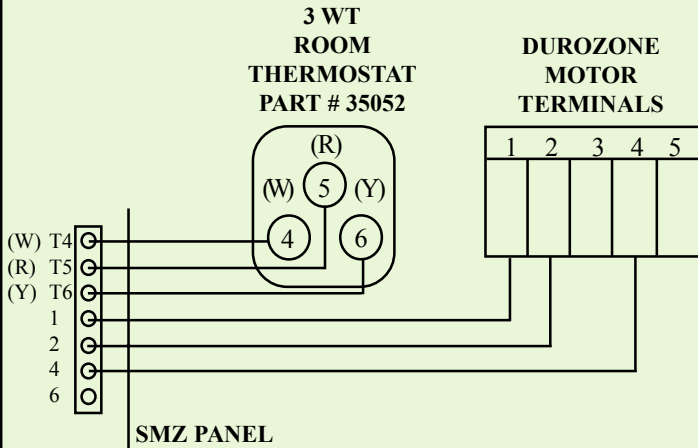 3 WT
ROOM
THERMOSTAT
PART # 35052
DUROZONE
MOTOR
TERMINALS
(R)
(W) 5 (Y)
4 6
1 2 3 4 5
(W) T4
(R) T5
(Y) T6
1
2
4
6
SMZ PANEL